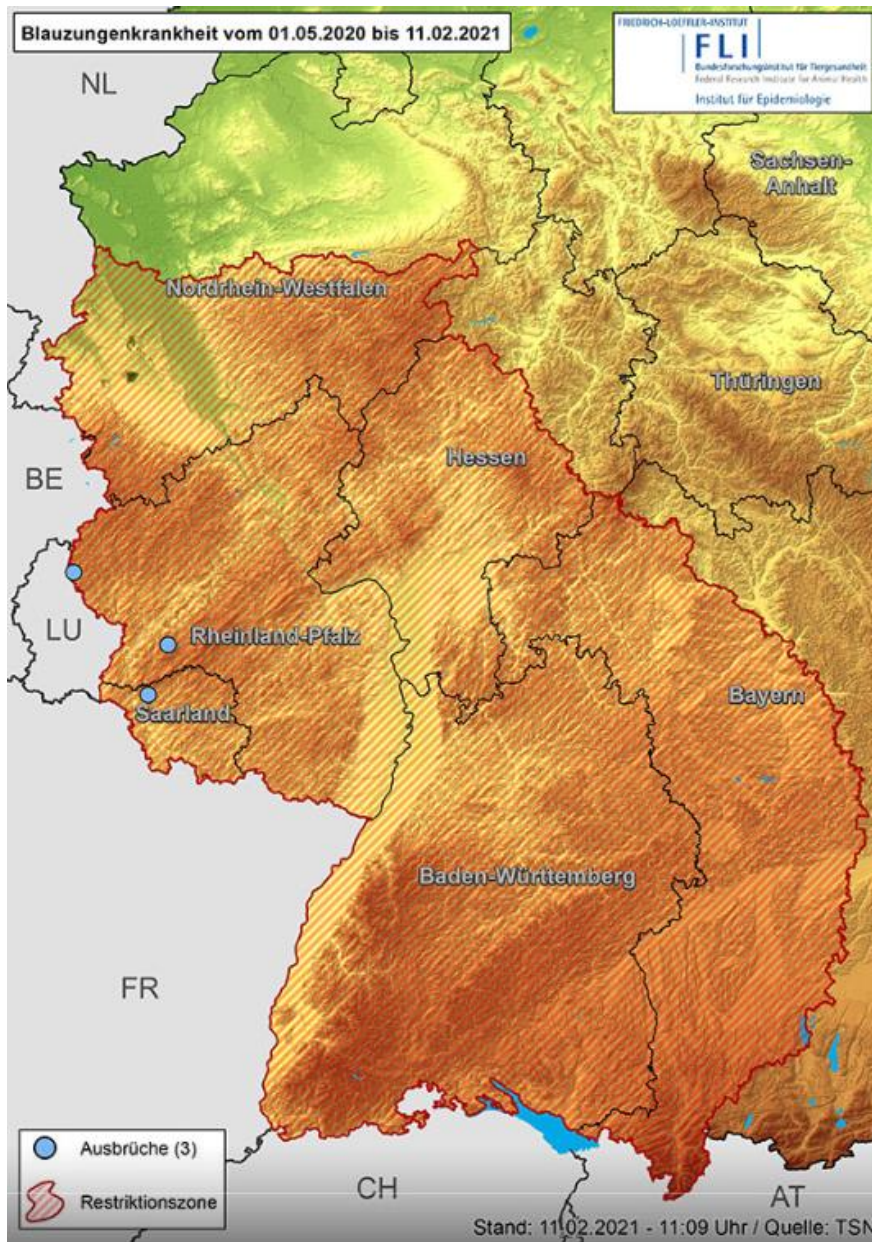 Blauzungenkrankheit vom 01.05.2020 bis 11.02.2021
FRIEDRICH-LOEFFLER-INSTITUT
FLI
Bundesforschungsinstitut für Tiergesundheit
Federal Research Institute for Animal Health
Institut für Epidemiologie
NL
Sachsen-
Anhalt
Nordrhein-Westfalen
Thüringen
Hessen
BE
LU
Rheinland-Pfalz
Bayern
Saarland
Baden-Württemberg
FR
Ausbrüche (3)
Restriktionszone
CH
AT
Stand: 11.02.2021 - 11:09 Uhr / Quelle: TSN